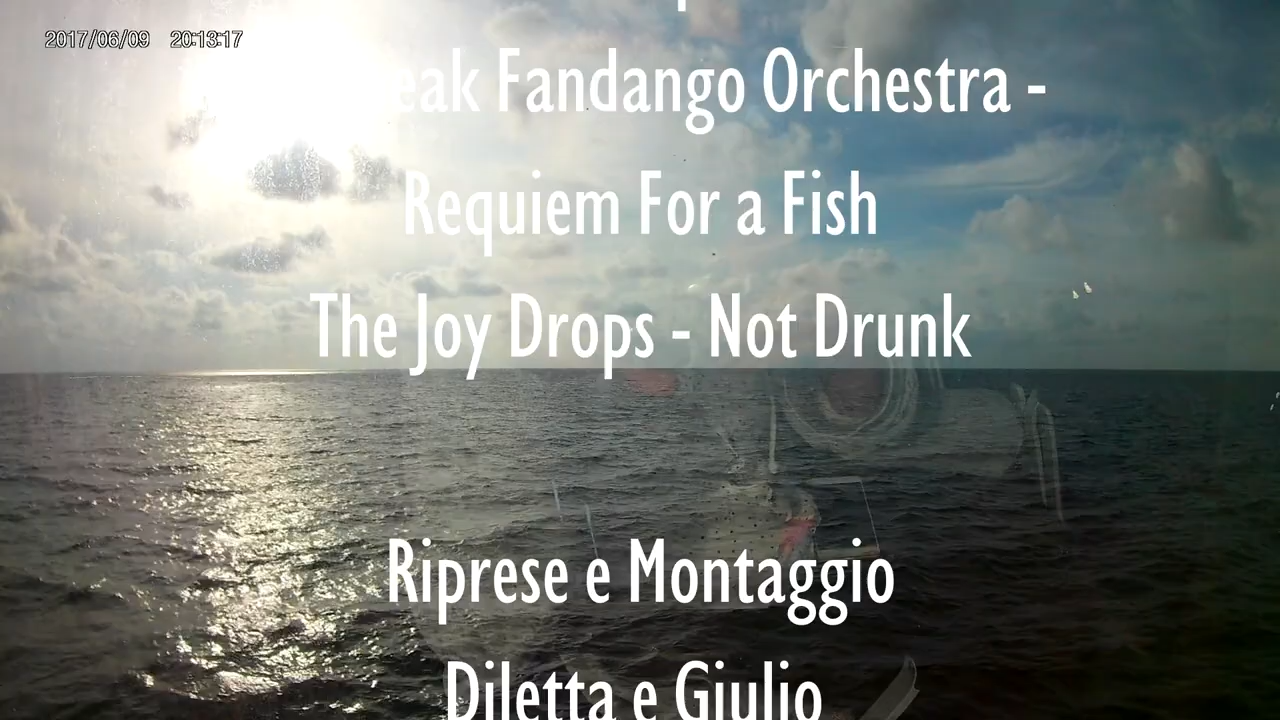 2017/06/09 20:13:17
Fandango Orchestra -
Requiem For a Fish
The Joy Drops - Not Drunk
Riprese e Montaggio
Diletta e Giulio